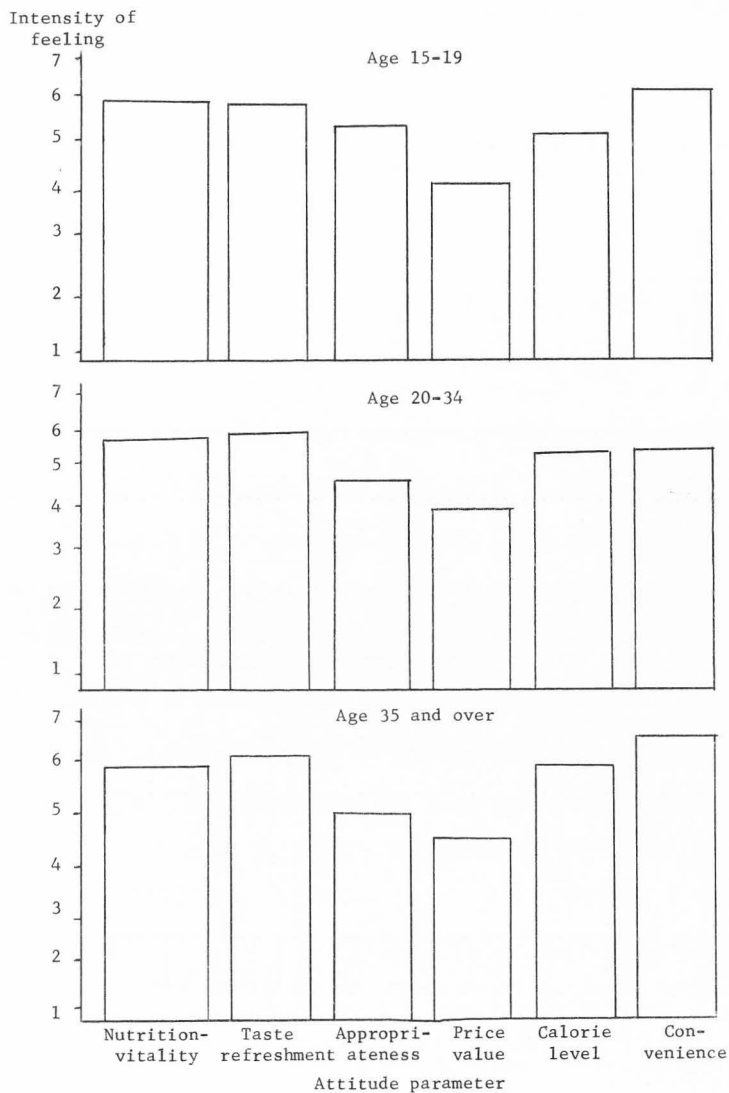 Intensity of
feeling
Age 15-19
7
6
5
4
3
2
1
Age 20-34
7
6
5
4
3
2
1
Age 35 and over
7
6
5
4
3
2
1
Nutrition- Taste Appropri- Price Calorie Con-
vitality refreshment ateness value level venience
Attitude parameter